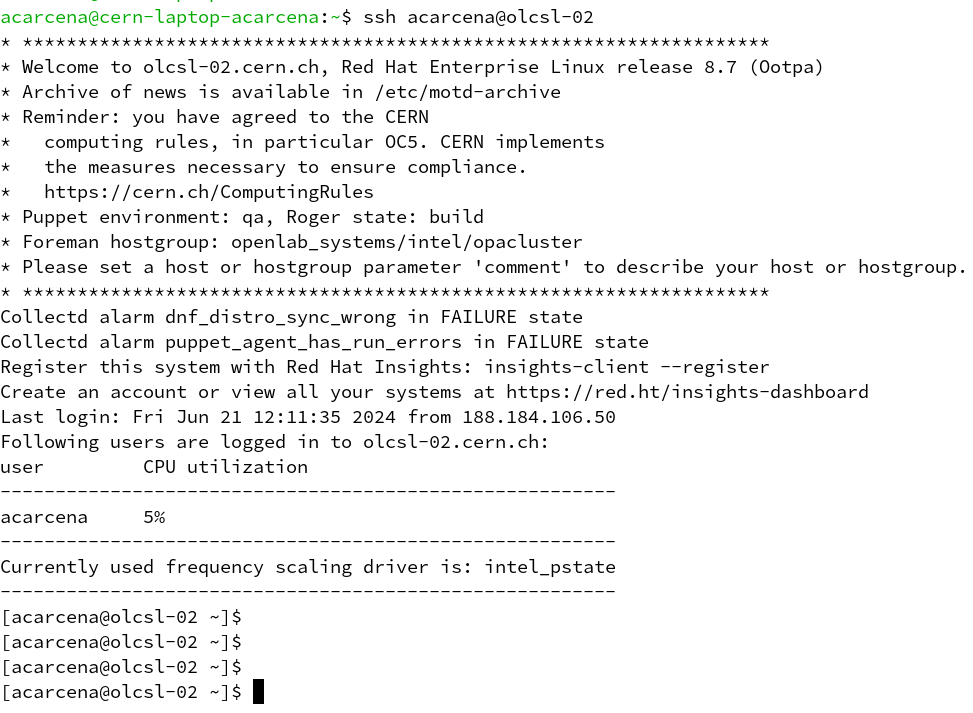 acarcena@cern-laptop-acarcena:~$ ssh acarcena@olcsl-02
* ********************************************************************
* Welcome to olcsl-02.cern.ch, Red Hat Enterprise Linux release 8.7 (Ootpa)
* Archive of news is available in /etc/motd-archive
* Reminder: you have agreed to the CERN
*   computing rules, in particular OC5. CERN implements
*   the measures necessary to ensure compliance.
*   https://cern.ch/ComputingRules
* Puppet environment: qa, Roger state: build
* Foreman hostgroup: openlab_systems/intel/opacluster
* Please set a host or hostgroup parameter 'comment' to describe your host or hostgroup.
* ********************************************************************
Collectd alarm dnf_distro_sync_wrong in FAILURE state
Collectd alarm puppet_agent_has_run_errors in FAILURE state
Register this system with Red Hat Insights: insights-client --register
Create an account or view all your systems at https://red.ht/insights-dashboard
Last login: Fri Jun 21 12:11:35 2024 from 188.184.106.50
Following users are logged in to olcsl-02.cern.ch:
user         CPU utilization
--------------------------------------------------------
acarcena     5%
--------------------------------------------------------
Currently used frequency scaling driver is: intel_pstate
--------------------------------------------------------
[acarcena@olcsl-02 ~]$
[acarcena@olcsl-02 ~]$
[acarcena@olcsl-02 ~]$
[acarcena@olcsl-02 ~]$